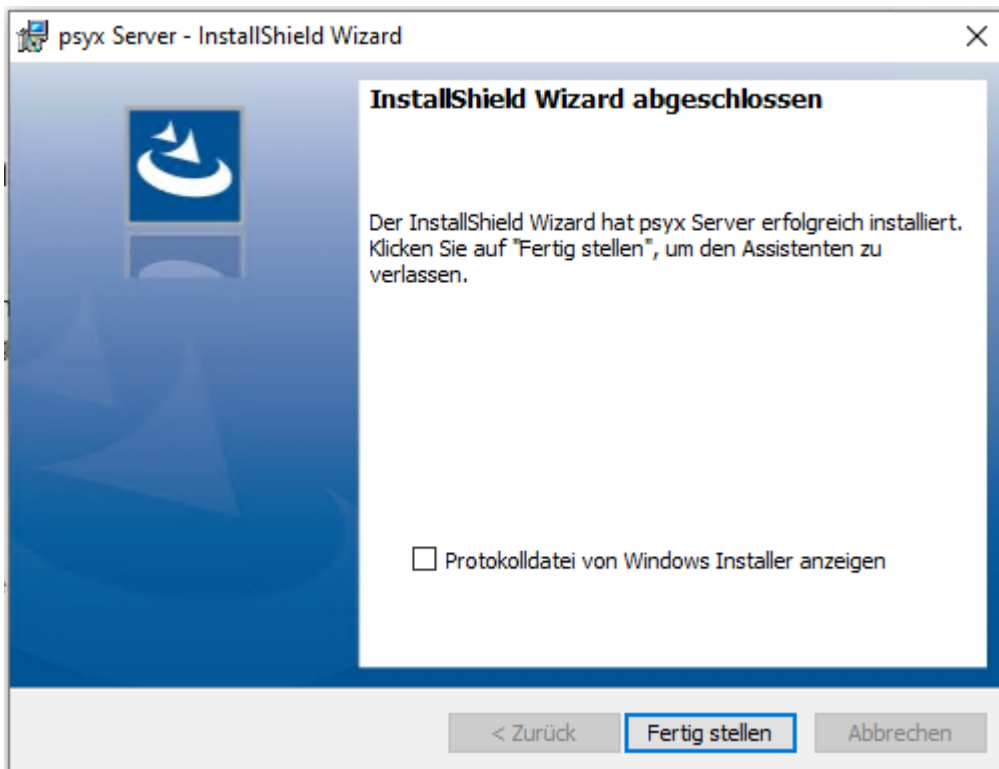 psyx Server - InstallShield Wizard
InstallShield Wizard abgeschlossen
Der InstallShield Wizard hat psyx Server erfolgreich installiert.
Klicken Sie auf "Fertig stellen", um den Assistenten zu
verlassen.
Protokolldatei von Windows Installer anzeigen
< Zurück
Fertig stellen
Abbrechen